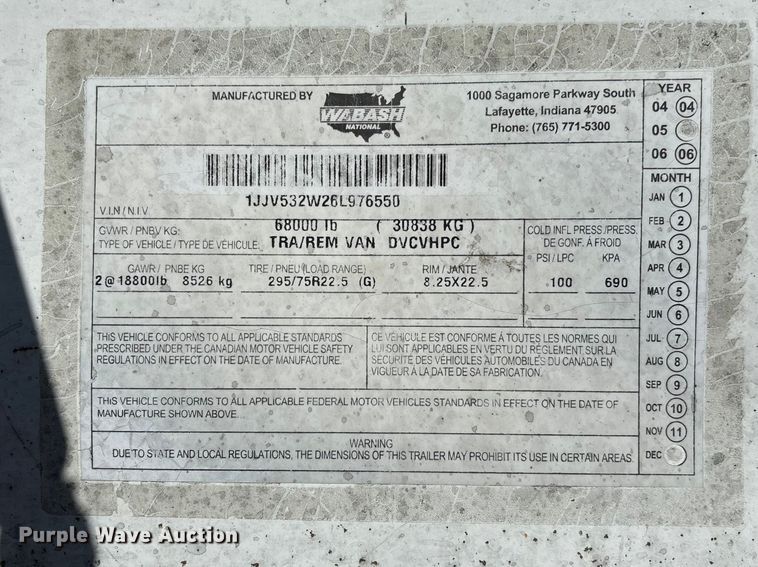 MANUFACTURED BY
WABASH
NATIONAL
1000 Sagamore Parkway South
Lafayette, Indiana 47905
Phone: (765) 771-5300
1JJV532W26L976550
V.I.N / N.I.V.
GVWR / PNBV KG: 68000 lb ( 30838 KG )
TYPE OF VEHICLE / TYPE DE VÉHICULE: TRA/REM VAN DVCVHPC
COLD INFL PRESS./PRESS.
DE GONF. À FROID
PSI / LPC KPA
GAWR / PNBE KG TIRE / PNEU (LOAD RANGE) RIM / JANTE
2 @ 18800lb 8526 kg 295/75R22.5 (G) 8.25X22.5 100 690
THIS VEHICLE CONFORMS TO ALL APPLICABLE STANDARDS
PRESCRIBED UNDER THE CANADIAN MOTOR VEHICLE SAFETY
REGULATIONS IN EFFECT ON THE DATE OF MANUFACTURE.
CE VÉHICULE EST CONFORME À TOUTES LES NORMES QUI
LUI SONT APPLICABLES EN VERTU DU RÈGLEMENT SUR LA
SÉCURITÉ DES VÉHICULES AUTOMOBILES DU CANADA EN
VIGUEUR À LA DATE DE SA FABRICATION.
THIS VEHICLE CONFORMS TO ALL APPLICABLE FEDERAL MOTOR VEHICLES STANDARDS IN EFFECT ON THE DATE OF
MANUFACTURE SHOWN ABOVE.
WARNING
DUE TO STATE AND LOCAL REGULATIONS, THE DIMENSIONS OF THIS TRAILER MAY PROHIBIT ITS USE IN CERTAIN AREAS.
YEAR
04 04
05
06 06
MONTH
JAN 1
FEB 2
MAR 3
APR 4
MAY 5
JUN 6
JUL 7
AUG 8
SEP 9
OCT 10
NOV 11
DEC
Purple Wave Auction